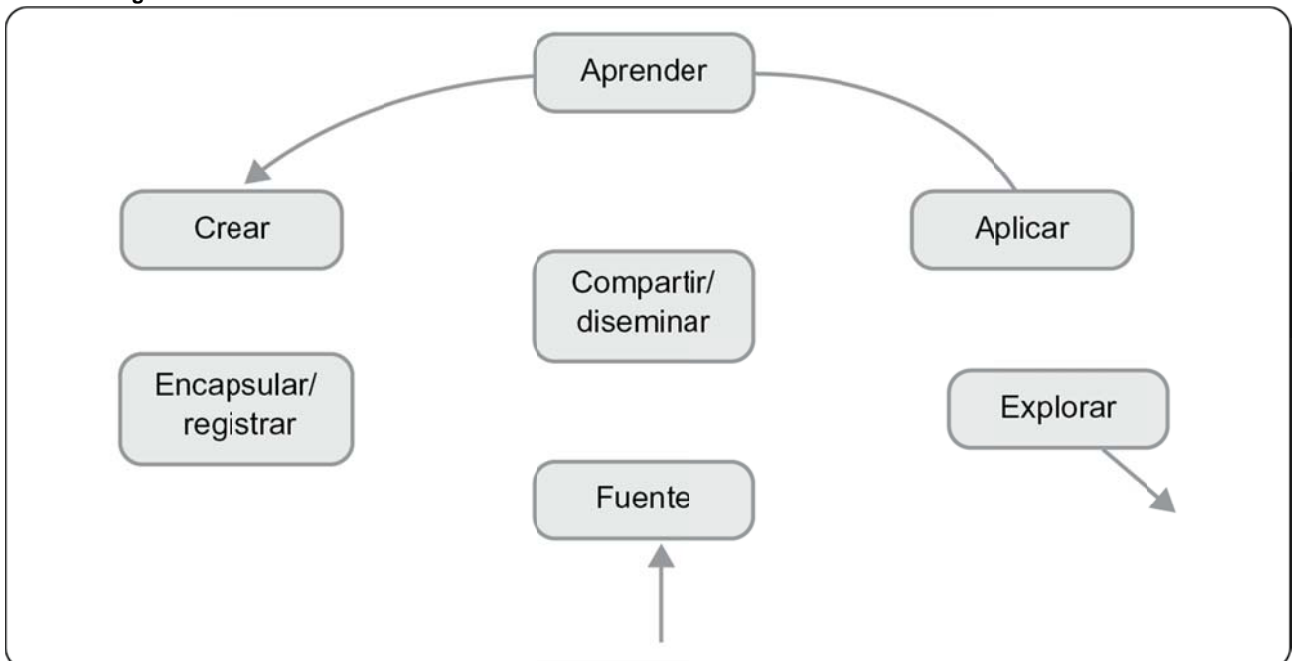 Aprender
Crear
Aplicar
Compartir/
diseminar
Encapsular/
registrar
Explorar
Fuente